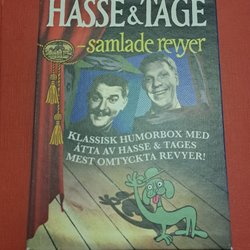 HASSE & TAGE
-samlade revyer
KLASSISK HUMORBOX MED
ÅTTA AV HASSE & TAGES
MEST OMTYCKTA REVYER!